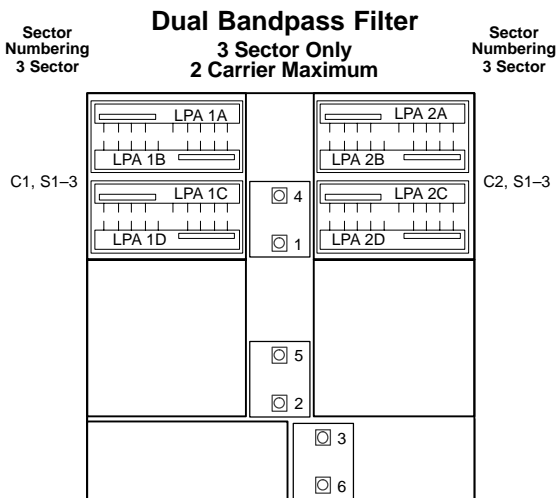 Dual Bandpass Filter
3 Sector Only
2 Carrier Maximum
Sector
Numbering
3 Sector
Sector
Numbering
3 Sector
LPA 1A
LPA 2A
LPA 1B
LPA 2B
C1, S1–3
C2, S1–3
LPA 1C
LPA 2C
4
LPA 1D
LPA 2D
1
5
2
3
6